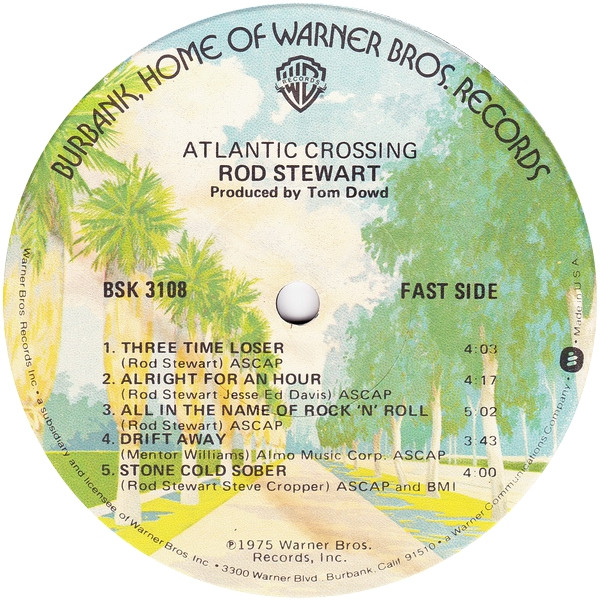 BURBANK, HOME OF WARNER BROS. RECORDS
RECORDS
ATLANTIC CROSSING
ROD STEWART
Produced by Tom Dowd
BSK 3108
FAST SIDE
1. THREE TIME LOSER 4:03
(Rod Stewart) ASCAP
2. ALRIGHT FOR AN HOUR 4:17
(Rod Stewart Jesse Ed Davis) ASCAP
3. ALL IN THE NAME OF ROCK 'N' ROLL 5:02
(Rod Stewart) ASCAP
4. DRIFT AWAY 3:43
(Mentor Williams) Almo Music Corp. ASCAP
5. STONE COLD SOBER 4:00
(Rod Stewart Steve Cropper) ASCAP and BMI
℗1975 Warner Bros.
Records, Inc.
Warner Bros. Records Inc. • a subsidiary and licensee of Warner Bros. Inc. • 3300 Warner Blvd., Burbank, Calif. 91510 • a Warner Communications Company • Made in U.S.A.